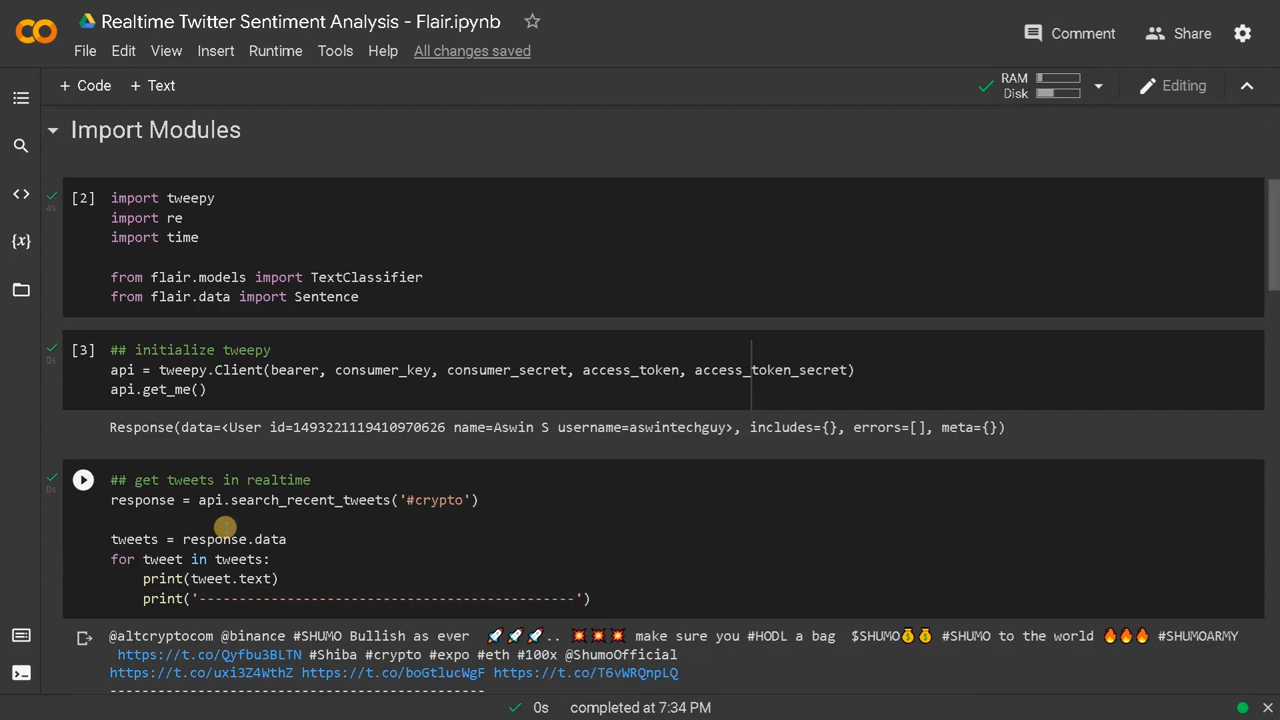 Realtime Twitter Sentiment Analysis - Flair.ipynb
Comment
Share
File Edit View Insert Runtime Tools Help All changes saved
+ Code + Text
RAM
Disk
Editing
Import Modules
[2]
4s
import tweepy
import re
import time
from flair.models import TextClassifier
from flair.data import Sentence
[3]
0s
## initialize tweepy
api = tweepy.Client(bearer, consumer_key, consumer_secret, access_token, access_token_secret)
api.get_me()
Response(data=<User id=1493221119410970626 name=Aswin S username=aswintechguy>, includes={}, errors=[], meta={})
0s
## get tweets in realtime
response = api.search_recent_tweets('#crypto')
tweets = response.data
for tweet in tweets:
print(tweet.text)
print('-----------------------------------------------')
@altcryptocom @binance #SHUMO Bullish as ever 🚀🚀🚀.. 💥💥💥 make sure you #HODL a bag $SHUMO💰💰 #SHUMO to the world 🔥🔥🔥 #SHUMOARMY
https://t.co/Qyfbu3BLTN #Shiba #crypto #expo #eth #100x @ShumoOfficial
https://t.co/uxi3Z4WthZ https://t.co/boGtlucWgF https://t.co/T6vWRQnpLQ
-----------------------------------------------
0s completed at 7:34 PM